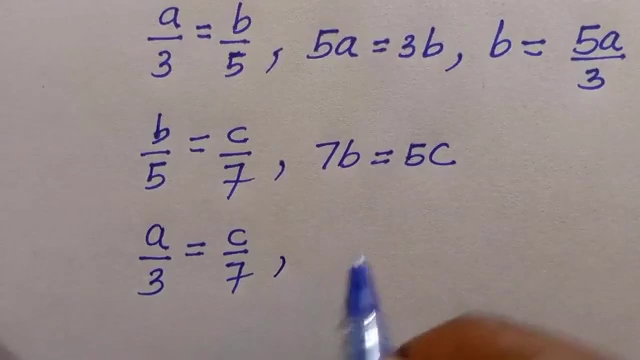 a/3 = b/5, 5a = 3b, b = 5a/3
b/5 = c/7, 7b = 5C
a/3 = c/7,